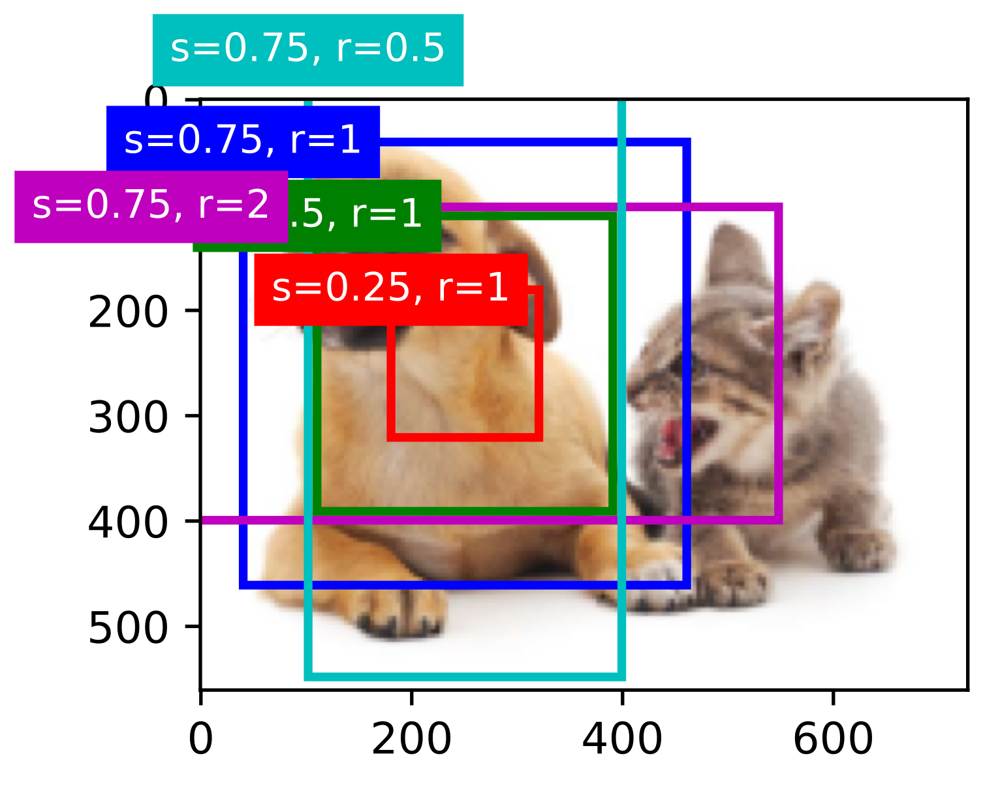 s=0.75, r=0.5
0
s=0.75, r=1
s=0.75, r=2
.5, r=1
s=0.25, r=1
200
300
400
500
0 200 400 600